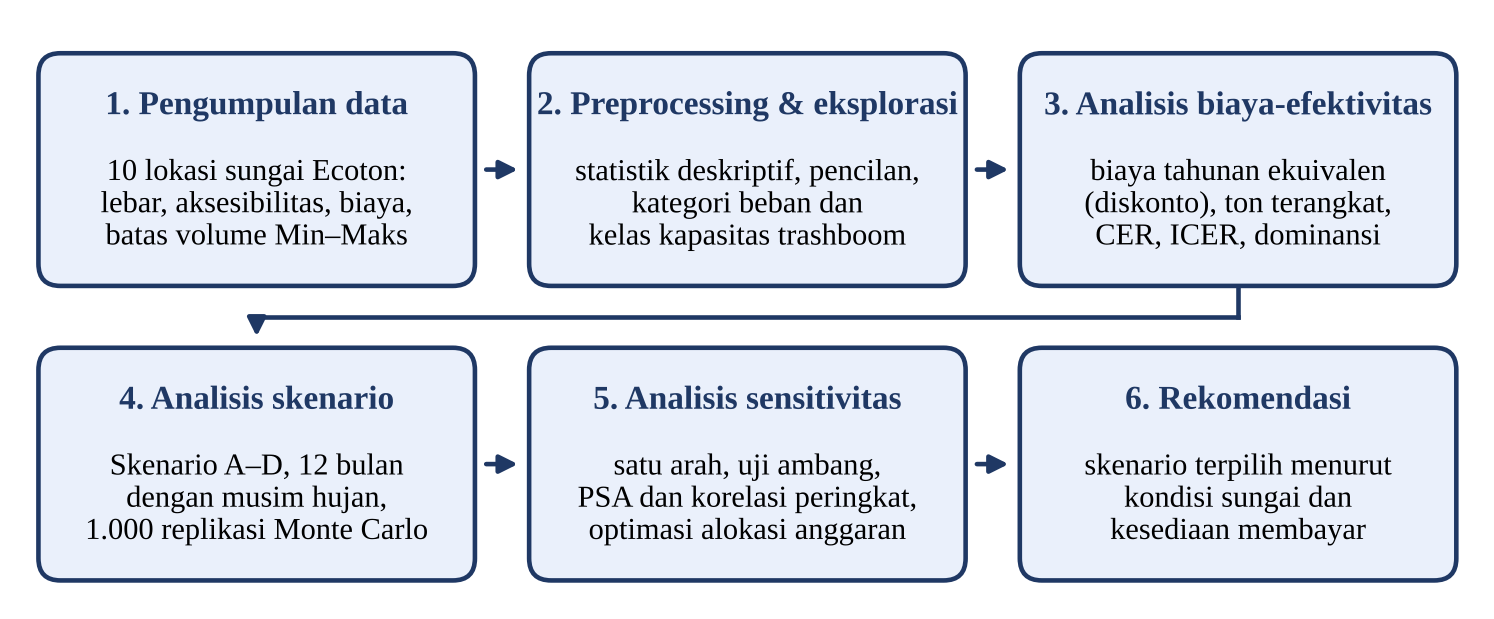 1. Pengumpulan data
10 lokasi sungai Ecoton:
lebar, aksesibilitas, biaya,
batas volume Min–Maks
2. Preprocessing & eksplorasi
statistik deskriptif, pencilan,
kategori beban dan
kelas kapasitas trashboom
3. Analisis biaya-efektivitas
biaya tahunan ekuivalen
(diskonto), ton terangkat,
CER, ICER, dominansi
4. Analisis skenario
Skenario A–D, 12 bulan
dengan musim hujan,
1.000 replikasi Monte Carlo
5. Analisis sensitivitas
satu arah, uji ambang,
PSA dan korelasi peringkat,
optimasi alokasi anggaran
6. Rekomendasi
skenario terpilih menurut
kondisi sungai dan
kesediaan membayar